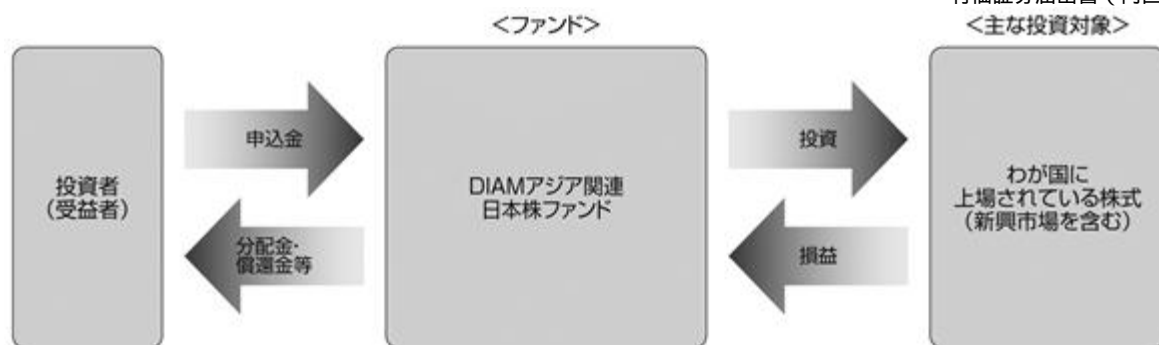 <ファンド>
<主な投資対象>
投資者
(受益者)
申込金
分配金・
償還金等
DIAMアジア関連
日本株ファンド
投資
損益
わが国に
上場されている株式
(新興市場を含む)